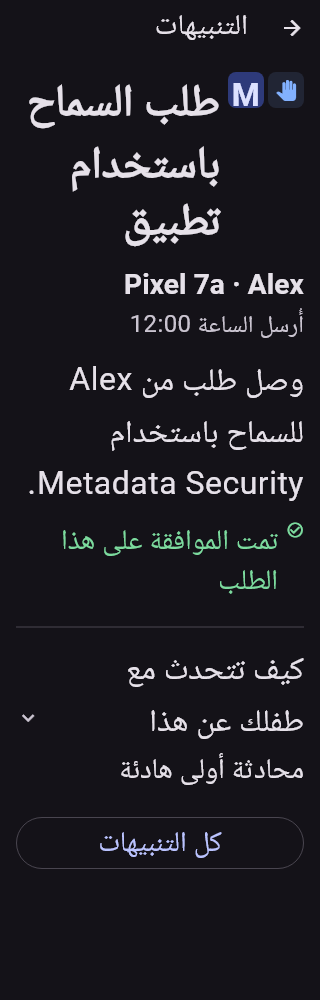 التنبيهات
M
طلب السماح
باستخدام
تطبيق
Pixel 7a · Alex
أُرسل الساعة 12:00
وصل طلب من Alex
للسماح باستخدام
Metadata Security.
تمت الموافقة على هذا
الطلب
كيف تتحدث مع
طفلك عن هذا
محادثة أولى هادئة
كل التنبيهات